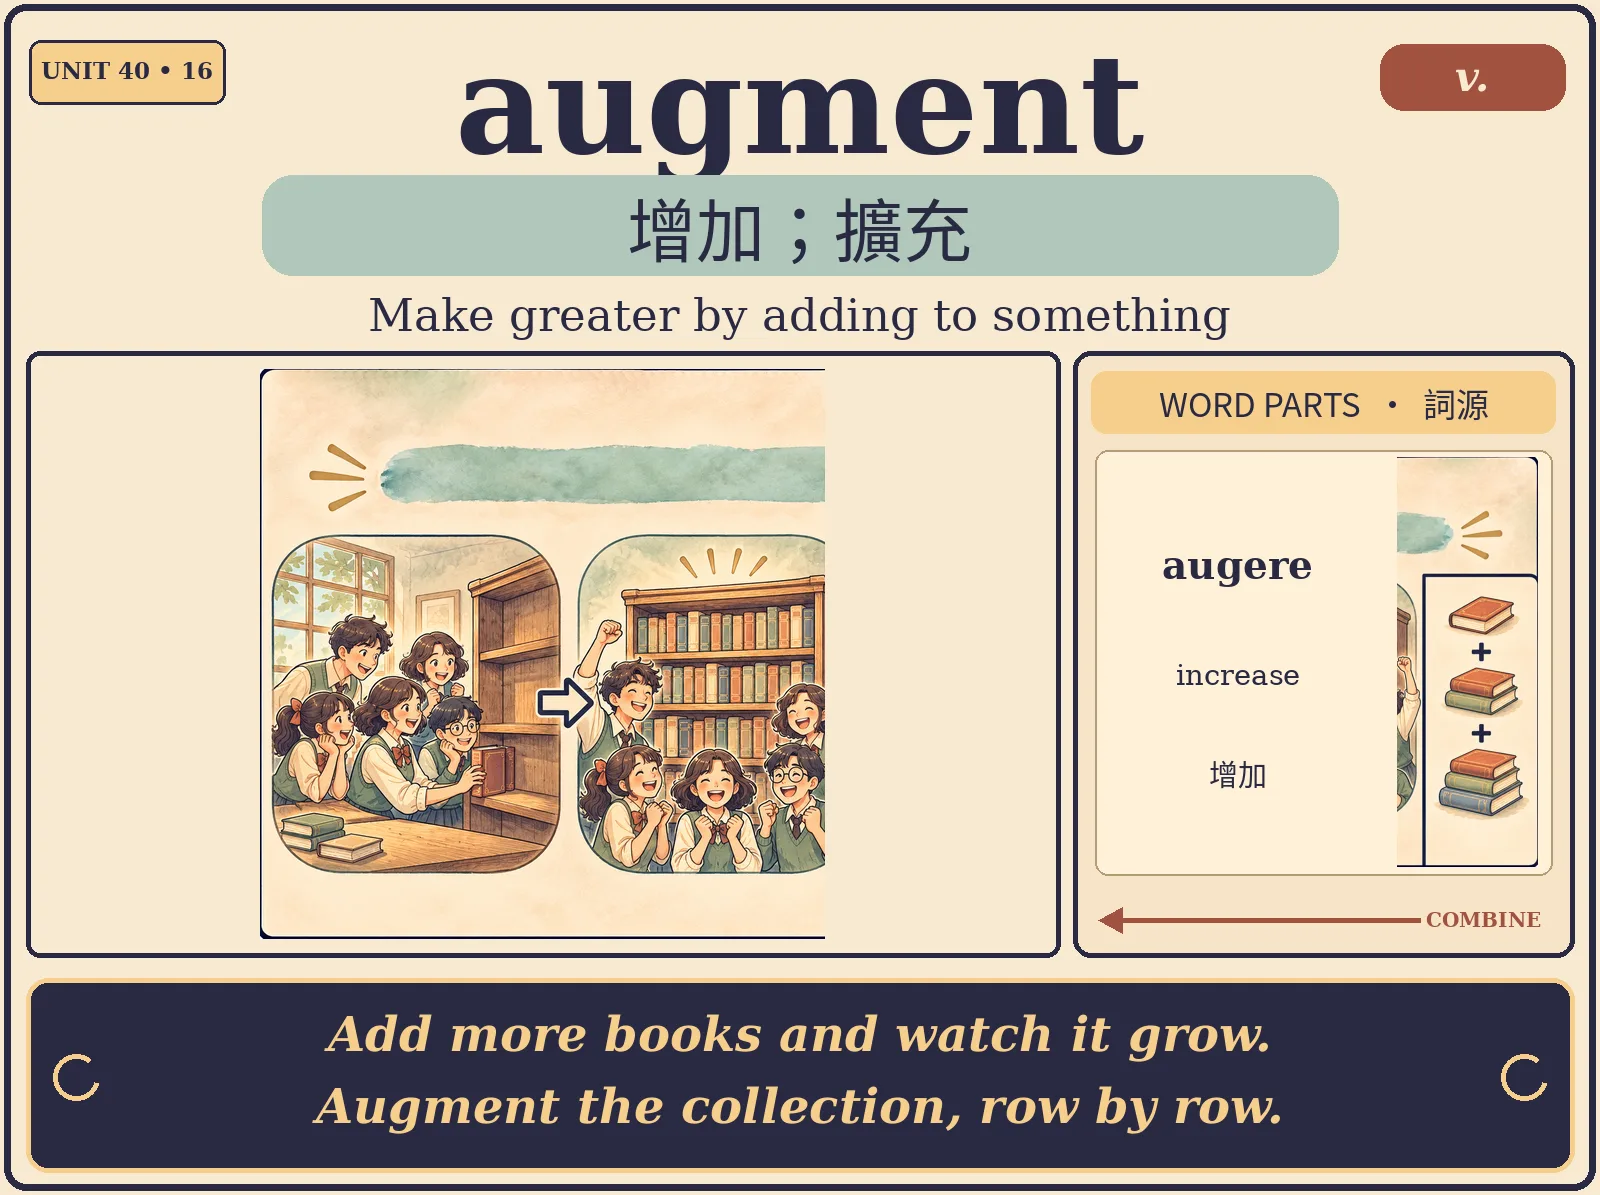 UNIT 40 • 16
augment
v.
增加；擴充
Make greater by adding to something
WORD PARTS • 詞源
augere
increase
增加
+
+
COMBINE
Add more books and watch it grow.
Augment the collection, row by row.